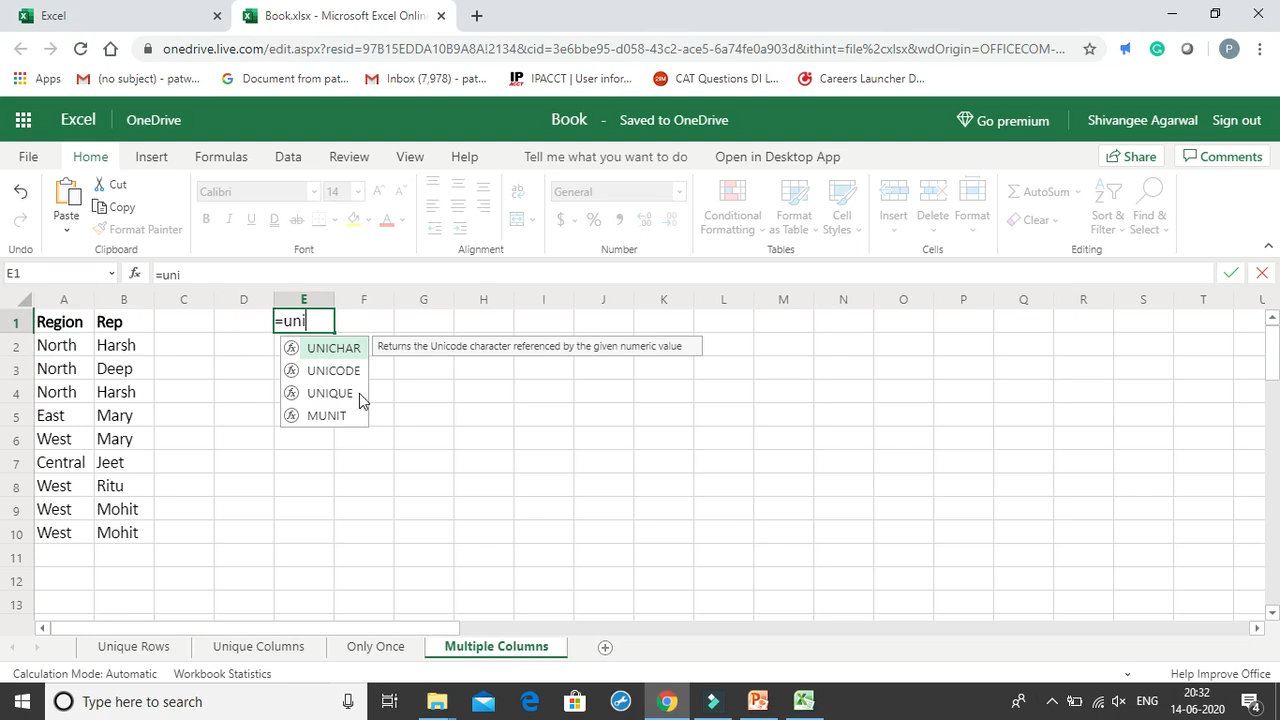 Excel
Book.xlsx - Microsoft Excel Onlin
onedrive.live.com/edit.aspx?resid=97B15EDDA10B9A8A!2134&cid=3e6bbe95-d058-43c2-ace5-6a74fe0a903d&ithint=file%2cxlsx&wdOrigin=OFFICECOM-...
P
Apps (no subject) - patw... Document from pat... Inbox (7,978) - pat... IPACCT | User infor... CAT Questions DI L... Careers Launcher D...
Excel OneDrive Book - Saved to OneDrive Go premium Shivangee Agarwal Sign out
File Home Insert Formulas Data Review View Help Tell me what you want to do Open in Desktop App Share Comments
Cut Calibri 14 General AutoSum
Paste Copy Conditional Format Cell Insert Delete Format Clear Sort & Find &
Format Painter Formatting as Table Styles Filter Select
Undo Clipboard Font Alignment Number Tables Cells Editing
E1 fx =uni
A B C D E F G H I J K L M N O P Q R S T U
1 Region Rep =uni
2 North Harsh
UNICHAR Returns the Unicode character referenced by the given numeric value
3 North Deep
UNICODE
4 North Harsh
UNIQUE
5 East Mary
MUNIT
6 West Mary
7 Central Jeet
8 West Ritu
9 West Mohit
10 West Mohit
11
12
13
Unique Rows Unique Columns Only Once Multiple Columns
Calculation Mode: Automatic Workbook Statistics Help Improve Office
Type here to search ENG 20:32
14-06-2020 4